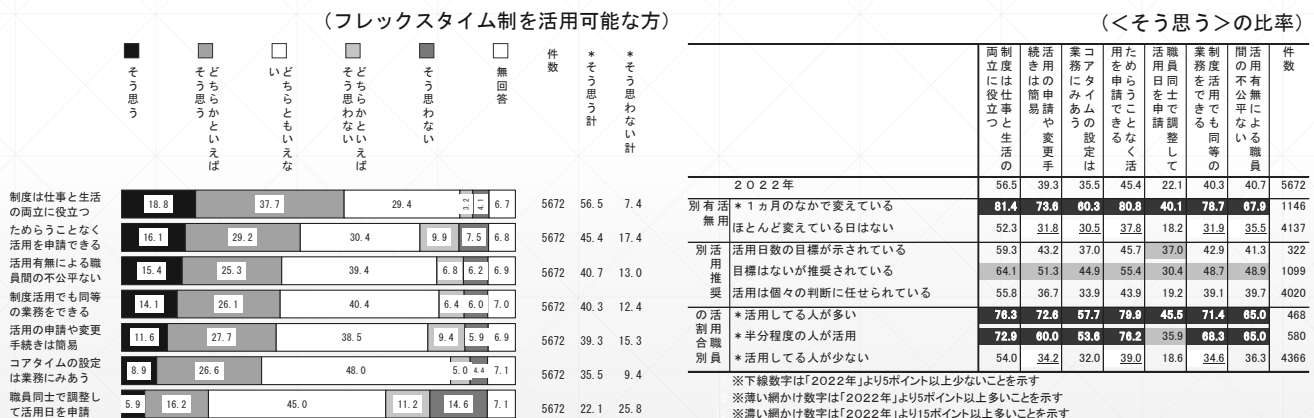 （フレックスタイム制を活用可能な方）
そう思う
どちらかといえばそう思う
どちらともいえない
どちらかといえばそう思わない
そう思わない
無回答
件数
*そう思う計
*そう思わない計
制度は仕事と生活
の両立に役立つ
18.8 37.7 29.4 3.2 4.1 6.7 5672 56.5 7.4
ためらうことなく
活用を申請できる
16.1 29.2 30.4 9.9 7.5 6.8 5672 45.4 17.4
活用有無による職
員間の不公平ない
15.4 25.3 39.4 6.8 6.2 6.9 5672 40.7 13.0
制度活用でも同等
の業務をできる
14.1 26.1 40.4 6.4 6.0 7.0 5672 40.3 12.4
活用の申請や変更
手続きは簡易
11.6 27.7 38.5 9.4 5.9 6.9 5672 39.3 15.3
コアタイムの設定
は業務にみあう
8.9 26.6 48.0 5.0 4.4 7.1 5672 35.5 9.4
職員同士で調整し
て活用日を申請
5.9 16.2 45.0 11.2 14.6 7.1 5672 22.1 25.8
（＜そう思う＞の比率）
制度は仕事と生活の
両立に役立つ
活用の申請や変更手
続きは簡易
コアタイムの設定は
業務にみあう
ためらうことなく活
用を申請できる
職員同士で調整して
活用日を申請
制度活用でも同等の
業務をできる
活用有無による職員
間の不公平ない
件数
２０２２年 56.5 39.3 35.5 45.4 22.1 40.3 40.7 5672
活用有無別
＊１ヵ月のなかで変えている 81.4 73.6 60.3 80.8 40.1 78.7 67.9 1146
ほとんど変えている日はない 52.3 31.8 30.5 37.8 18.2 31.9 35.5 4137
活用推奨別
活用日数の目標が示されている 59.3 43.2 37.0 45.7 37.0 42.9 41.3 322
目標はないが推奨されている 64.1 51.3 44.9 55.4 30.4 48.7 48.9 1099
活用は個々の判断に任せられている 55.8 36.7 33.9 43.9 19.2 39.1 39.7 4020
活用職員の割合別
＊活用してる人が多い 76.3 72.6 57.7 79.9 45.5 71.4 65.0 468
＊半分程度の人が活用 72.9 60.0 53.6 76.2 35.9 68.3 65.0 580
＊活用してる人が少ない 54.0 34.2 32.0 39.0 18.6 34.6 36.3 4366
※下線数字は「2022年」より5ポイント以上少ないことを示す
※薄い網かけ数字は「2022年」より5ポイント以上多いことを示す
※濃い網かけ数字は「2022年」より15ポイント以上多いことを示す